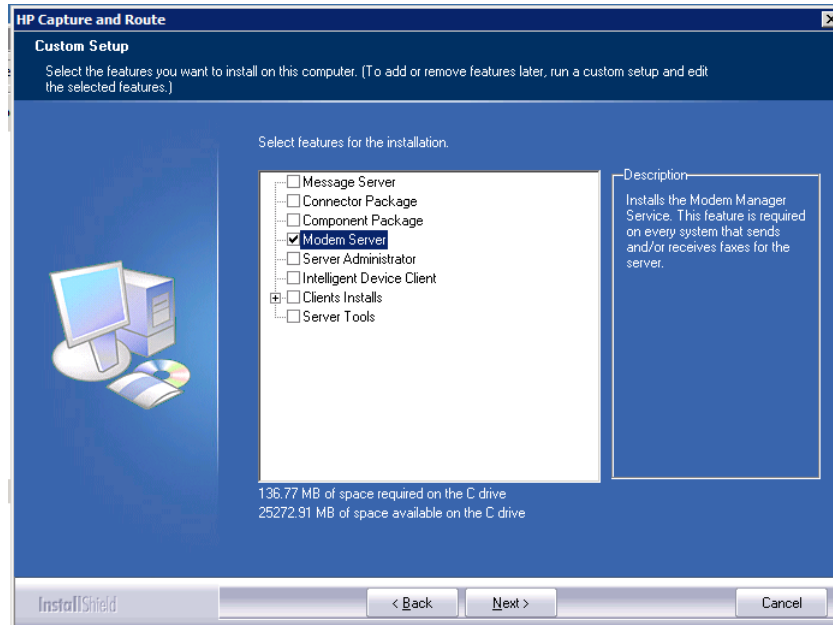 HP Capture and Route
Custom Setup
Select the features you want to install on this computer. (To add or remove features later, run a custom setup and edit
the selected features.)
Select features for the installation.
Message Server
Connector Package
Component Package
Modem Server
Server Administrator
Intelligent Device Client
Clients Installs
Server Tools
Description
Installs the Modem Manager
Service. This feature is required
on every system that sends
and/or receives faxes for the
server.
136.77 MB of space required on the C drive
25272.91 MB of space available on the C drive
InstallShield
< Back
Next >
Cancel